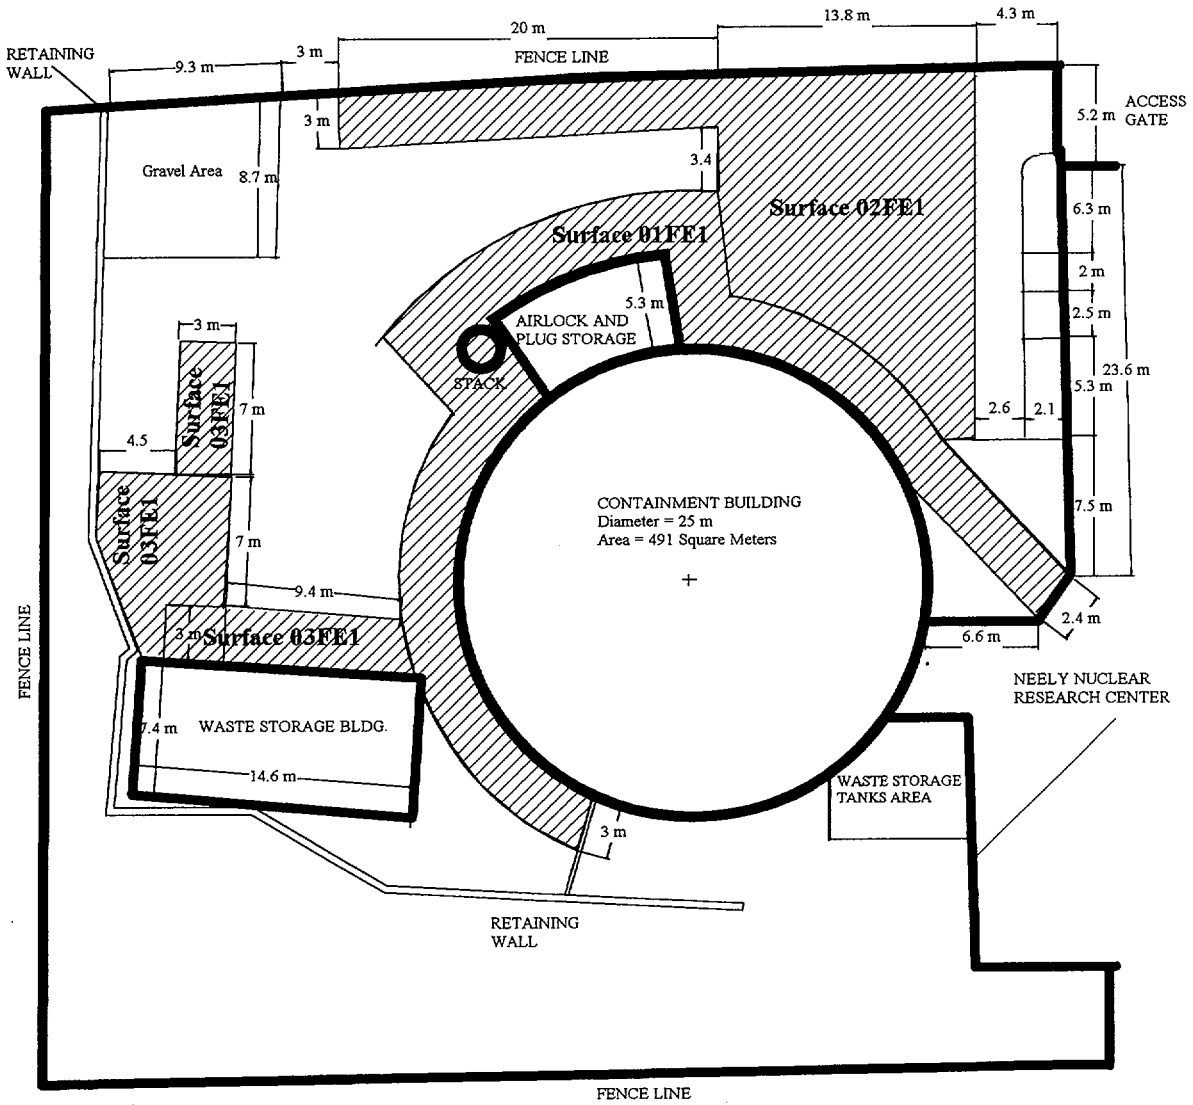 13.8 m
4.3 m
20 m
3 m
FENCE LINE
RETAINING
WALL
9.3 m
ACCESS
GATE
5.2 m
3 m
3.4
Gravel Area
8.7 m
Surface 02FE1
6.3 m
Surface 01FE1
2 m
5.3 m
2.5 m
AIRLOCK AND
PLUG STORAGE
3 m
STACK
23.6 m
5.3 m
Surface
03FE1
7 m
2.6
2.1
4.5
CONTAINMENT BUILDING
Diameter = 25 m
Area = 491 Square Meters
7.5 m
Surface
03FE1
7 m
9.4 m
2.4 m
3 m
Surface 03FE1
6.6 m
FENCE LINE
NEELY NUCLEAR
RESEARCH CENTER
7.4 m
WASTE STORAGE BLDG.
14.6 m
WASTE STORAGE
TANKS AREA
3 m
RETAINING
WALL
FENCE LINE